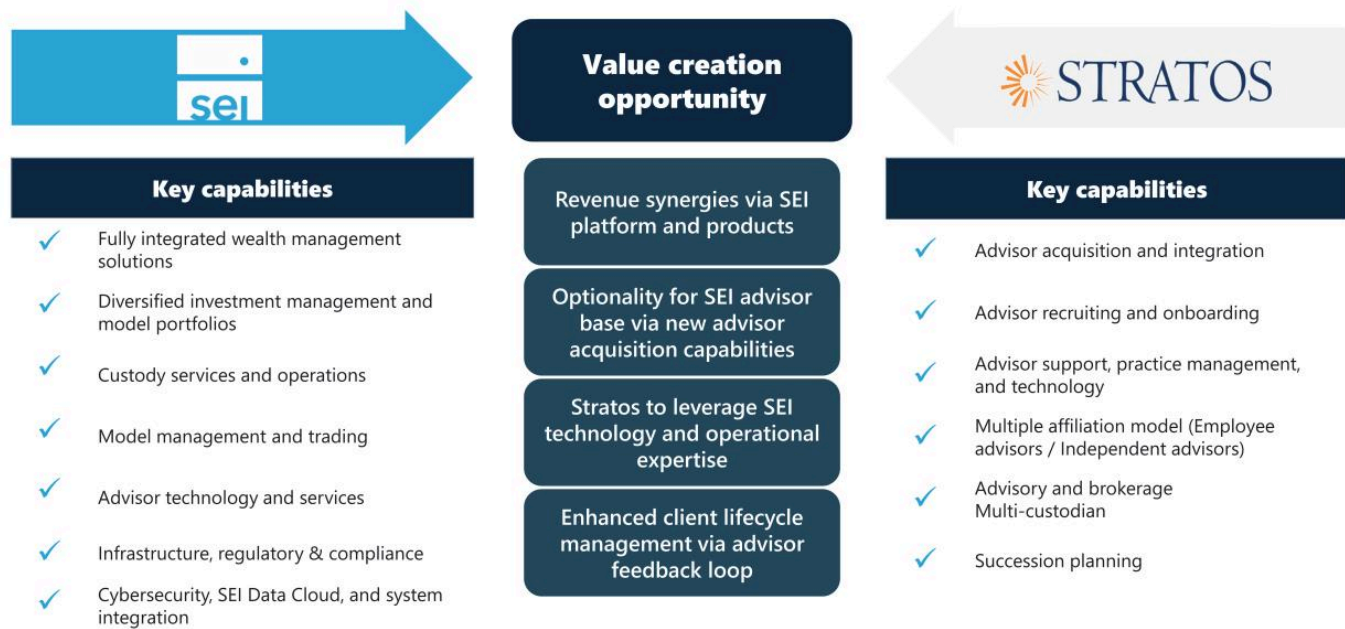 sei
Key capabilities
Fully integrated wealth management
solutions
Diversified investment management and
model portfolios
Custody services and operations
Model management and trading
Advisor technology and services
Infrastructure, regulatory & compliance
Cybersecurity, SEI Data Cloud, and system
integration
Value creation
opportunity
Revenue synergies via SEI
platform and products
Optionality for SEI advisor
base via new advisor
acquisition capabilities
Stratos to leverage SEI
technology and operational
expertise
Enhanced client lifecycle
management via advisor
feedback loop
STRATOS
Key capabilities
Advisor acquisition and integration
Advisor recruiting and onboarding
Advisor support, practice management,
and technology
Multiple affiliation model (Employee
advisors / Independent advisors)
Advisory and brokerage
Multi-custodian
Succession planning